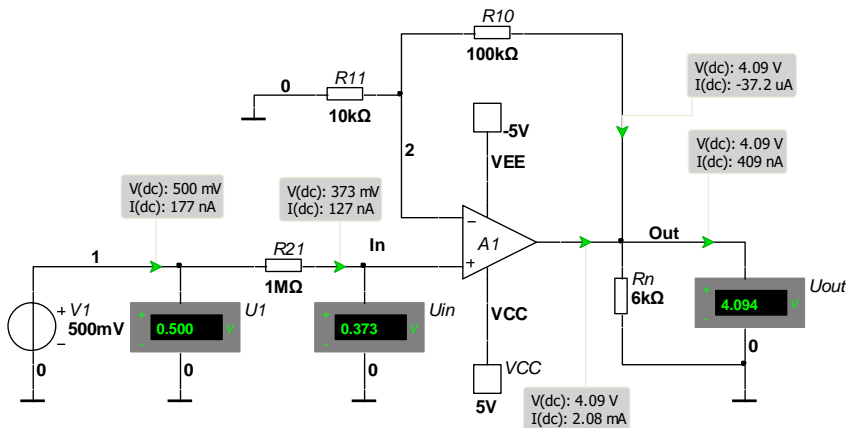 R10
100kΩ
V(dc): 4.09 V
I(dc): -37.2 uA
R11
0
10kΩ
-5V
VEE
2
V(dc): 4.09 V
I(dc): 409 nA
V(dc): 500 mV
I(dc): 177 nA
V(dc): 373 mV
I(dc): 127 nA
1
R21
1MΩ
In
−
+
A1
Out
+
−
V1
500mV
0
+
-
0.500
V
U1
0
+
-
0.373
V
Uin
0
VCC
VCC
5V
Rn
6kΩ
+
-
4.094
V
Uout
0
V(dc): 4.09 V
I(dc): 2.08 mA